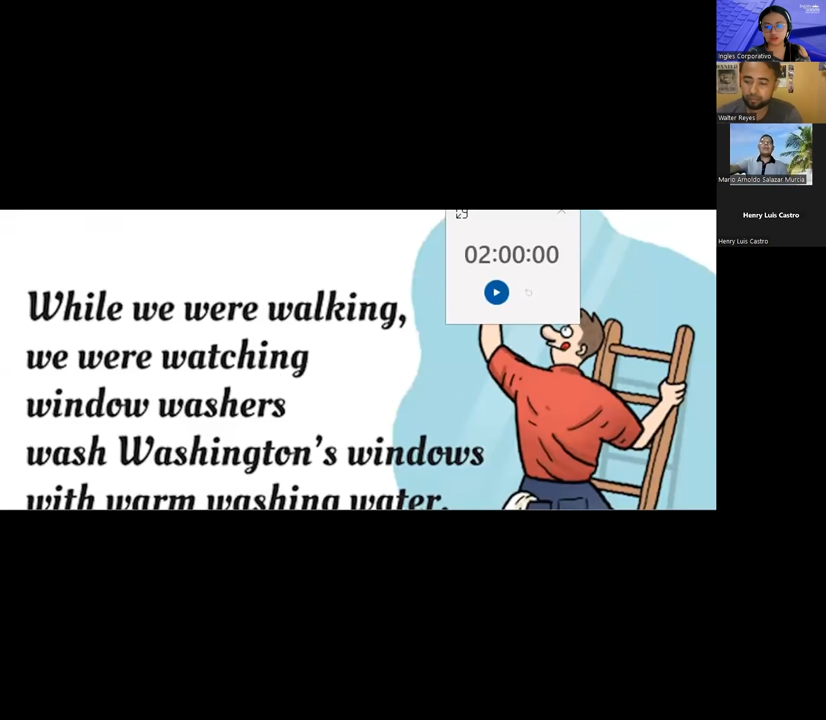 Ingles Corporativo
Walter Reyes
Mario Arnoldo Salazar Murcia
Henry Luis Castro
Henry Luis Castro
02:00:00
While we were walking,
we were watching
window washers
wash Washington's windows
with warm washing water.